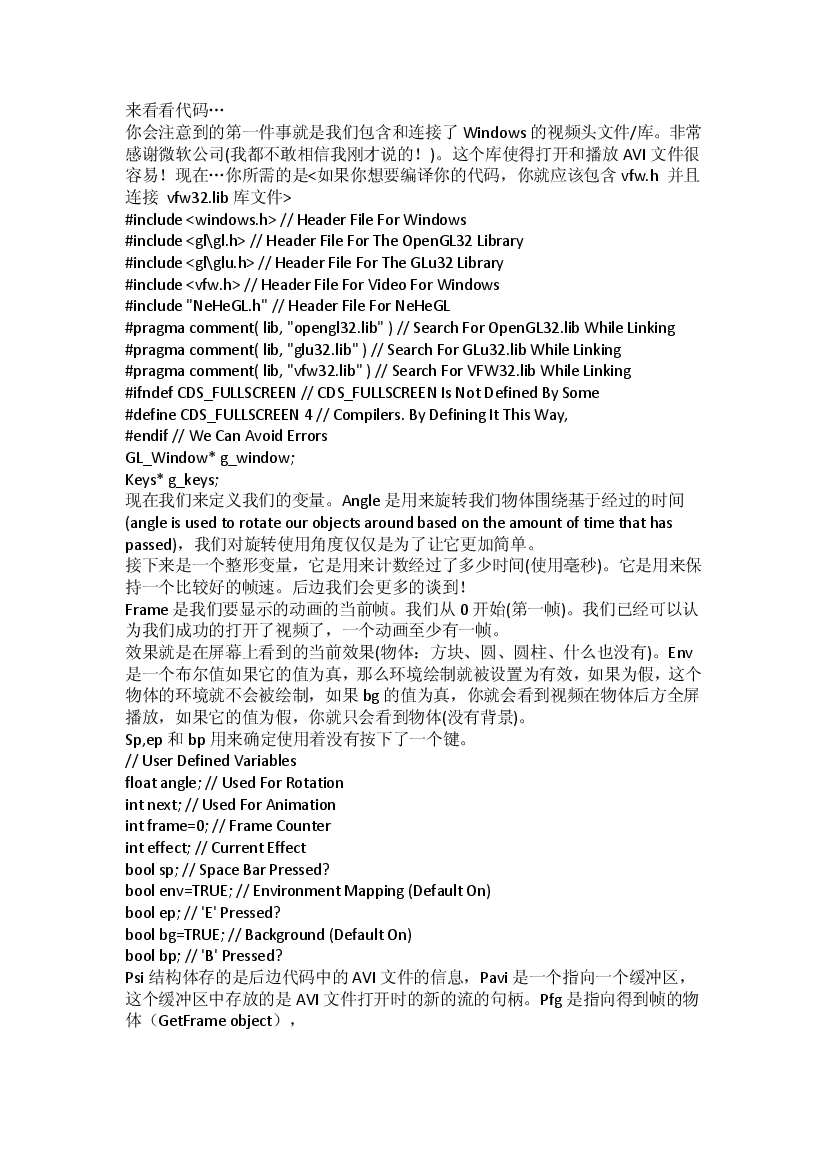 来看看代码…
你会注意到的第一件事就是我们包含和连接了 Windows 的视频头文件/库。非常
感谢微软公司(我都不敢相信我刚才说的！)。这个库使得打开和播放 AVI 文件很
容易！现在…你所需的是<如果你想要编译你的代码，你就应该包含 vfw.h 并且
连接 vfw32.lib 库文件>
#include <windows.h> // Header File For Windows
#include <gl\gl.h> // Header File For The OpenGL32 Library
#include <gl\glu.h> // Header File For The GLu32 Library
#include <vfw.h> // Header File For Video For Windows
#include "NeHeGL.h" // Header File For NeHeGL
#pragma comment( lib, "opengl32.lib" ) // Search For OpenGL32.lib While Linking
#pragma comment( lib, "glu32.lib" ) // Search For GLu32.lib While Linking
#pragma comment( lib, "vfw32.lib" ) // Search For VFW32.lib While Linking
#ifndef CDS_FULLSCREEN // CDS_FULLSCREEN Is Not Defined By Some
#define CDS_FULLSCREEN 4 // Compilers. By Defining It This Way,
#endif // We Can Avoid Errors
GL_Window* g_window;
Keys* g_keys;
现在我们来定义我们的变量。Angle 是用来旋转我们物体围绕基于经过的时间
(angle is used to rotate our objects around based on the amount of time that has
passed)，我们对旋转使用角度仅仅是为了让它更加简单。
接下来是一个整形变量，它是用来计数经过了多少时间(使用毫秒)。它是用来保
持一个比较好的帧速。后边我们会更多的谈到！
Frame 是我们要显示的动画的当前帧。我们从 0 开始(第一帧)。我们已经可以认
为我们成功的打开了视频了，一个动画至少有一帧。
效果就是在屏幕上看到的当前效果(物体：方块、圆、圆柱、什么也没有)。Env
是一个布尔值如果它的值为真，那么环境绘制就被设置为有效，如果为假，这个
物体的环境就不会被绘制，如果 bg 的值为真，你就会看到视频在物体后方全屏
播放，如果它的值为假，你就只会看到物体(没有背景)。
Sp,ep 和 bp 用来确定使用着没有按下了一个键。
// User Defined Variables
float angle; // Used For Rotation
int next; // Used For Animation
int frame=0; // Frame Counter
int effect; // Current Effect
bool sp; // Space Bar Pressed?
bool env=TRUE; // Environment Mapping (Default On)
bool ep; // 'E' Pressed?
bool bg=TRUE; // Background (Default On)
bool bp; // 'B' Pressed?
Psi 结构体存的是后边代码中的 AVI 文件的信息，Pavi 是一个指向一个缓冲区，
这个缓冲区中存放的是 AVI 文件打开时的新的流的句柄。Pfg 是指向得到帧的物
体（GetFrame object），